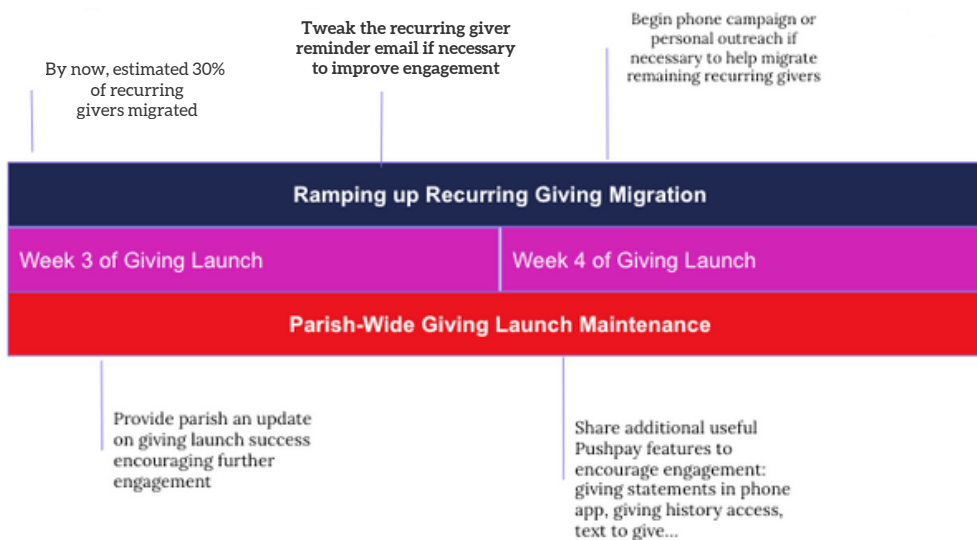 By now, estimated 30%
of recurring
givers migrated
Tweak the recurring giver
reminder email if necessary
to improve engagement
Begin phone campaign or
personal outreach if
necessary to help migrate
remaining recurring givers
Ramping up Recurring Giving Migration
Week 3 of Giving Launch
Week 4 of Giving Launch
Parish-Wide Giving Launch Maintenance
Provide parish an update
on giving launch success
encouraging further
engagement
Share additional useful
Pushpay features to
encourage engagement:
giving statements in phone
app, giving history access,
text to give...